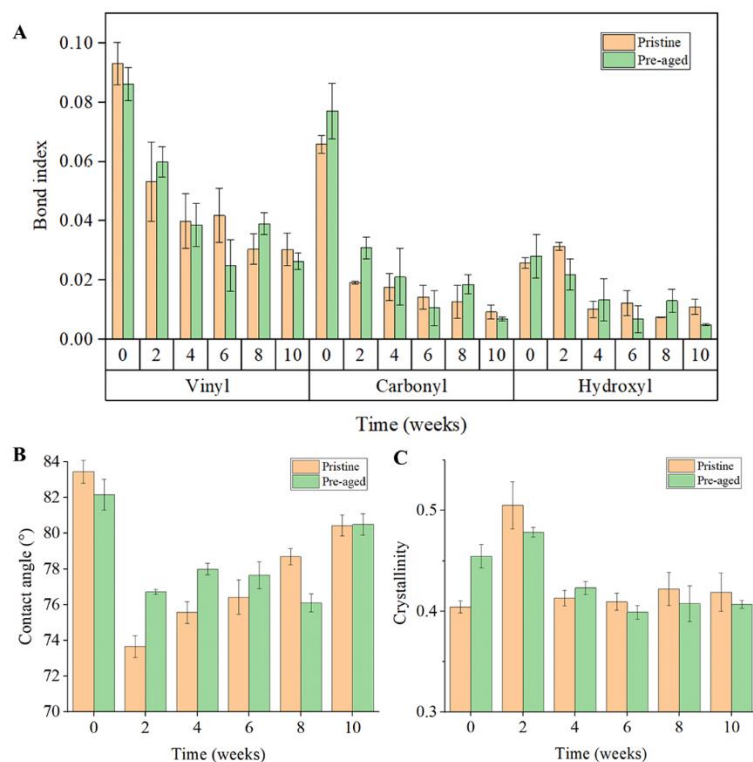 A
Pristine
Pre-aged
0.10
0.08
0.06
0.04
0.02
0.00
Bond index
0 2 4 6 8 10 0 2 4 6 8 10 0 2 4 6 8 10
Vinyl Carbonyl Hydroxyl
Time (weeks)
B
Pristine
Pre-aged
84
82
80
78
76
74
72
70
Contact angle (°)
0 2 4 6 8 10
Time (weeks)
C
Pristine
Pre-aged
0.5
0.4
0.3
Crystallinity
0 2 4 6 8 10
Time (weeks)